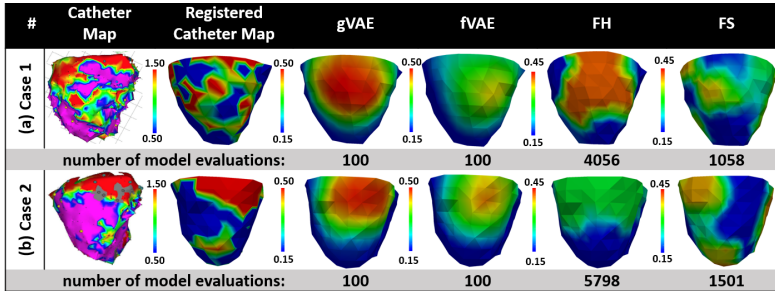 # Catheter Map Registered Catheter Map gVAE fVAE FH FS
(a) Case 1
1.50 0.50 0.50 0.45 0.45
0.50 0.15 0.15 0.15 0.15
number of model evaluations: 100 100 4056 1058
(b) Case 2
1.50 0.50 0.50 0.45 0.45
0.50 0.15 0.15 0.15 0.15
number of model evaluations: 100 100 5798 1501